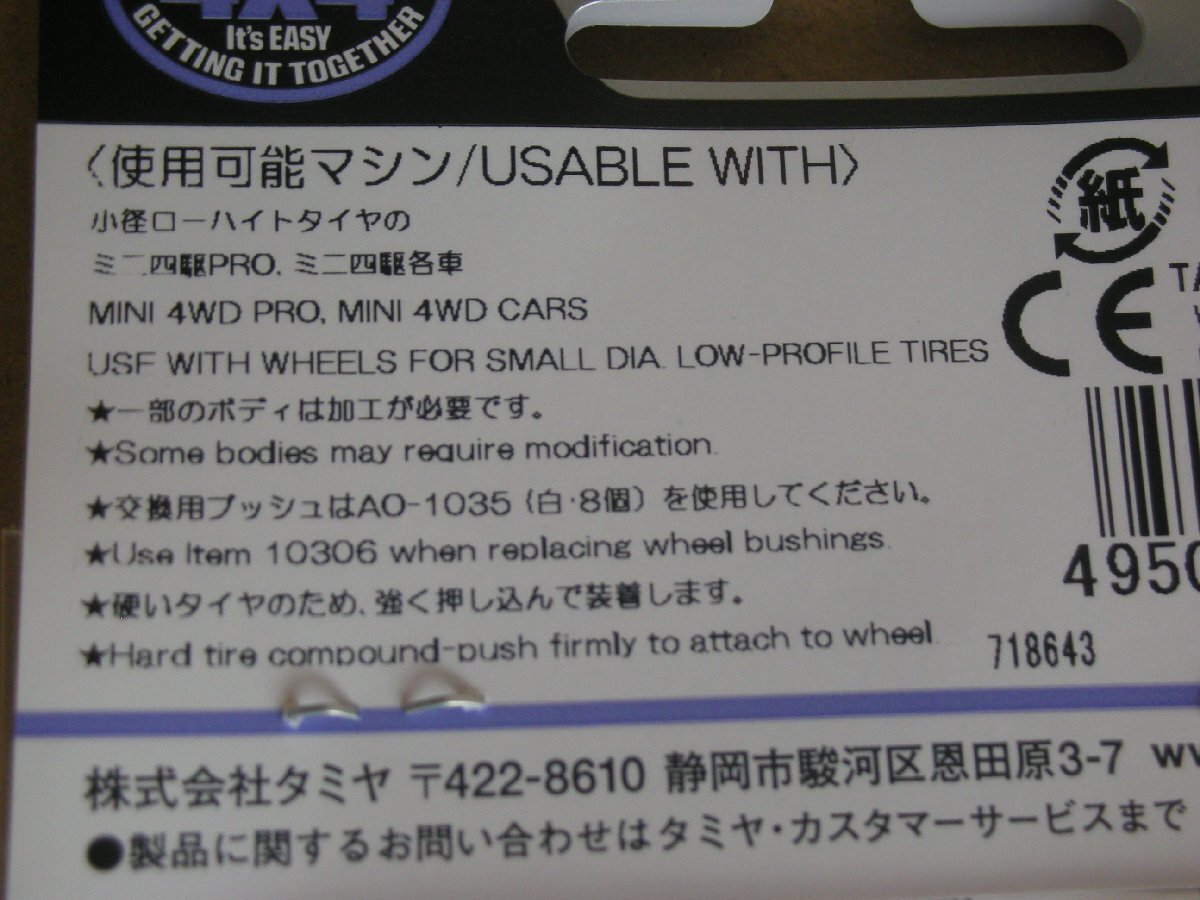 4X4
It's EASY
GETTING IT TOGETHER
〈使用可能マシン/USABLE WITH〉
小径ローハイトタイヤの
ミニ四駆PRO、ミニ四駆各車
MINI 4WD PRO, MINI 4WD CARS
USE WITH WHEELS FOR SMALL DIA. LOW-PROFILE TIRES
★一部のボディは加工が必要です。
★Some bodies may require modification.
★交換用ブッシュはAO-1035(白・8個)を使用してください。
★Use Item 10306 when replacing wheel bushings.
★硬いタイヤのため、強く押し込んで装着します。
★Hard tire compound-push firmly to attach to wheel.
紙
CE
4950
718643
株式会社タミヤ 〒422-8610 静岡市駿河区恩田原3-7
●製品に関するお問い合わせはタミヤ・カスタマーサービスまで